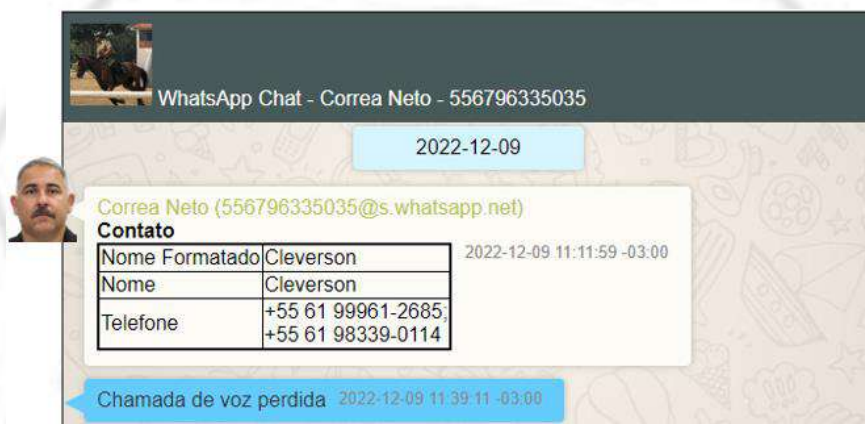 WhatsApp Chat - Correa Neto - 556796335035
2022-12-09
Correa Neto (556796335035@s.whatsapp.net)
Contato
Nome Formatado Cleverson 2022-12-09 11:11:59 -03:00
Nome Cleverson
Telefone +55 61 99961-2685;
+55 61 98339-0114
Chamada de voz perdida 2022-12-09 11:39:11 -03:00